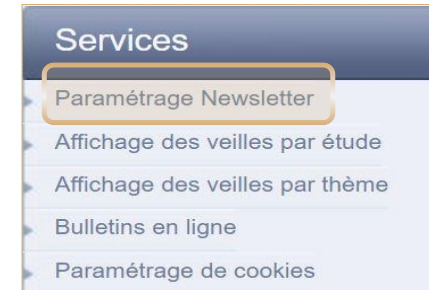 Services
Paramétrage Newsletter
Affichage des veilles par étude
Affichage des veilles par thème
Bulletins en ligne
Paramétrage de cookies